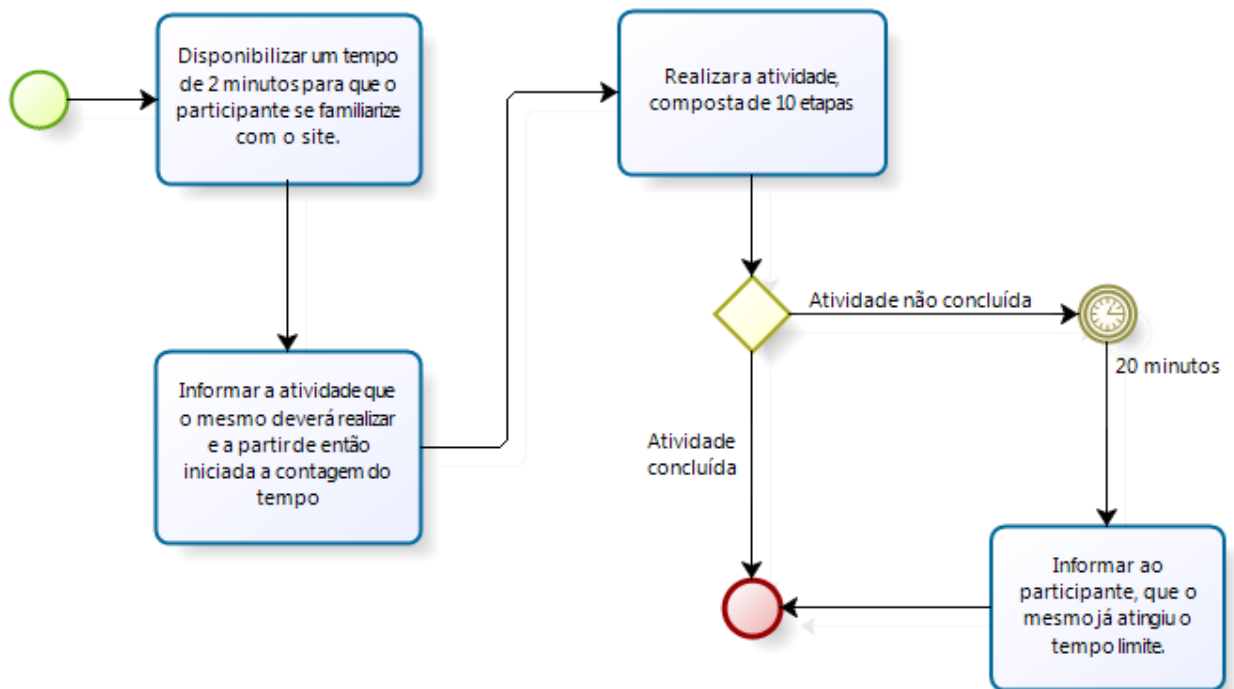 Disponibilizar um tempo
de 2 minutos para que o
participante se familiarize
com o site.
Informar a atividade que
o mesmo deverá realizar
e a partir de então
iniciada a contagem do
tempo
Realizar a atividade,
composta de 10 etapas
Atividade não concluída
20 minutos
Atividade
concluída
Informar ao
participante, que o
mesmo já atingiu o
tempo limite.